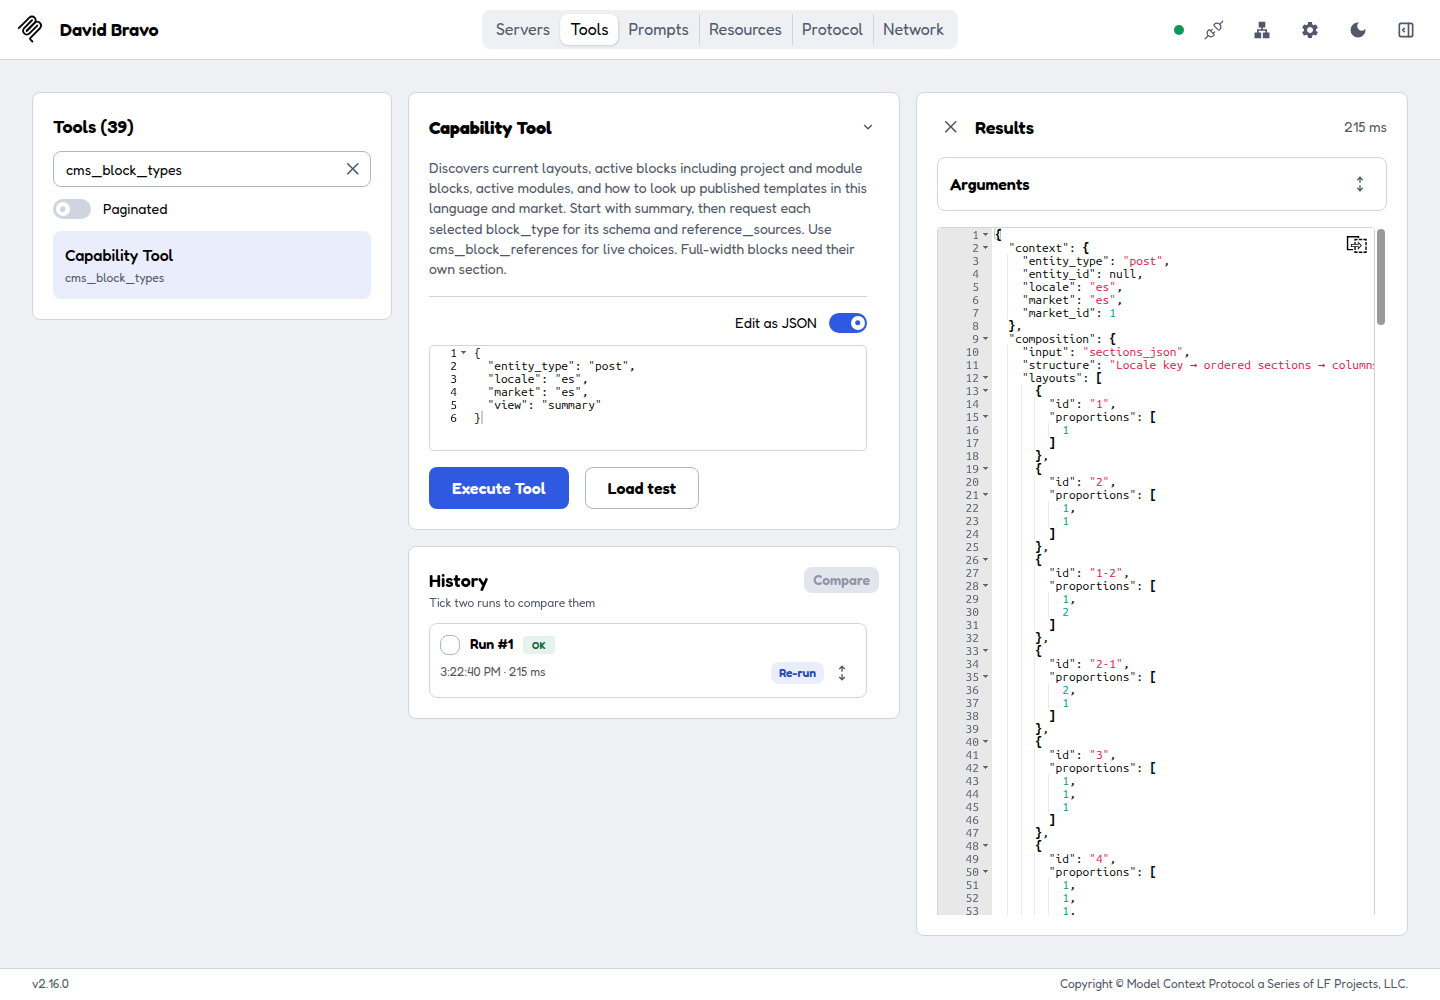 David Bravo
Servers
Tools
Prompts
Resources
Protocol
Network
Tools (39)
cms_block_types
Paginated
Capability Tool
cms_block_types
Capability Tool
Discovers current layouts, active blocks including project and module
blocks, active modules, and how to look up published templates in this
language and market. Start with summary, then request each
selected block_type for its schema and reference_sources. Use
cms_block_references for live choices. Full-width blocks need their
own section.
Edit as JSON
1 {
2 "entity_type": "post",
3 "locale": "es",
4 "market": "es",
5 "view": "summary"
6 }
Execute Tool
Load test
History
Compare
Tick two runs to compare them
Run #1 OK
3:22:40 PM · 215 ms
Re-run
Results
215 ms
Arguments
1 {
2 "context": {
3 "entity_type": "post",
4 "entity_id": null,
5 "locale": "es",
6 "market": "es",
7 "market_id": 1
8 },
9 "composition": {
10 "input": "sections_json",
11 "structure": "Locale key → ordered sections → columns
12 "layouts": [
13 {
14 "id": "1",
15 "proportions": [
16 1
17 ]
18 },
19 {
20 "id": "2",
21 "proportions": [
22 1,
23 1
24 ]
25 },
26 {
27 "id": "1-2",
28 "proportions": [
29 1,
30 2
31 ]
32 },
33 {
34 "id": "2-1",
35 "proportions": [
36 2,
37 1
38 ]
39 },
40 {
41 "id": "3",
42 "proportions": [
43 1,
44 1,
45 1
46 ]
47 },
48 {
49 "id": "4",
50 "proportions": [
51 1,
52 1,
53 1,
v2.16.0
Copyright © Model Context Protocol a Series of LF Projects, LLC.